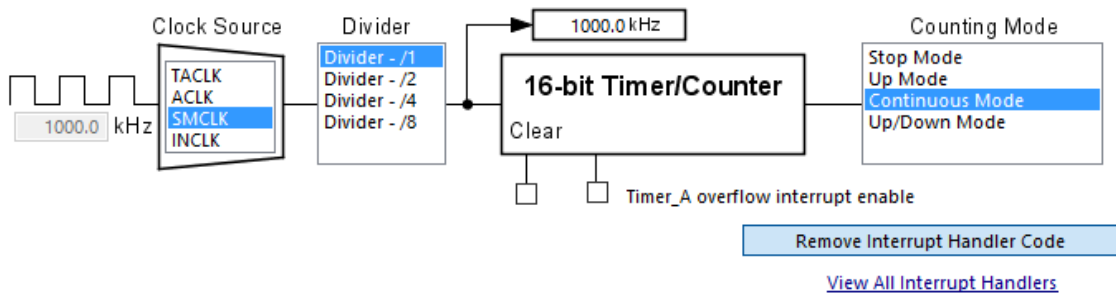 Clock Source
Divider
1000.0 kHz
Counting Mode
TACLK
ACLK
SMCLK
INCLK
1000.0 kHz
Divider - /1
Divider - /2
Divider - /4
Divider - /8
16-bit Timer/Counter
Clear
Stop Mode
Up Mode
Continuous Mode
Up/Down Mode
Timer_A overflow interrupt enable
Remove Interrupt Handler Code
View All Interrupt Handlers